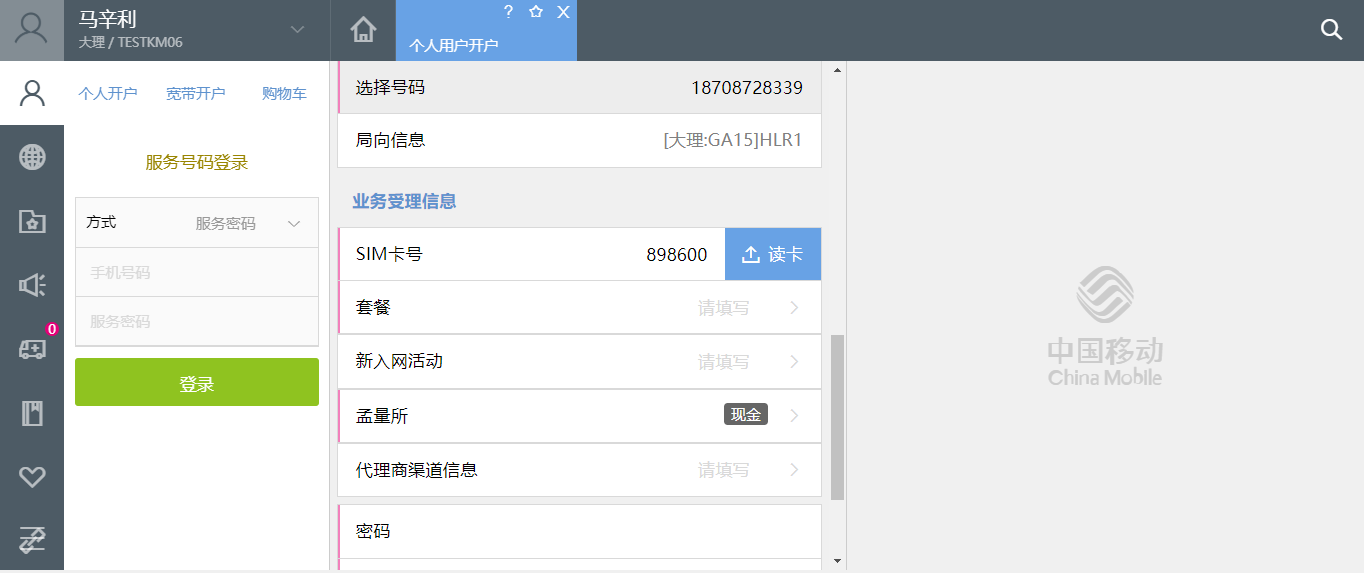 马辛利
大理 / TESTKM06
? X
个人用户开户
个人开户 宽带开户 购物车
服务号码登录
方式 服务密码
手机号码
服务密码
登录
0
选择号码 18708728339
局向信息 [大理:GA15]HLR1
业务受理信息
SIM卡号 898600 读卡
套餐 请填写
新入网活动 请填写
孟量所 现金
代理商渠道信息 请填写
密码
中国移动
China Mobile